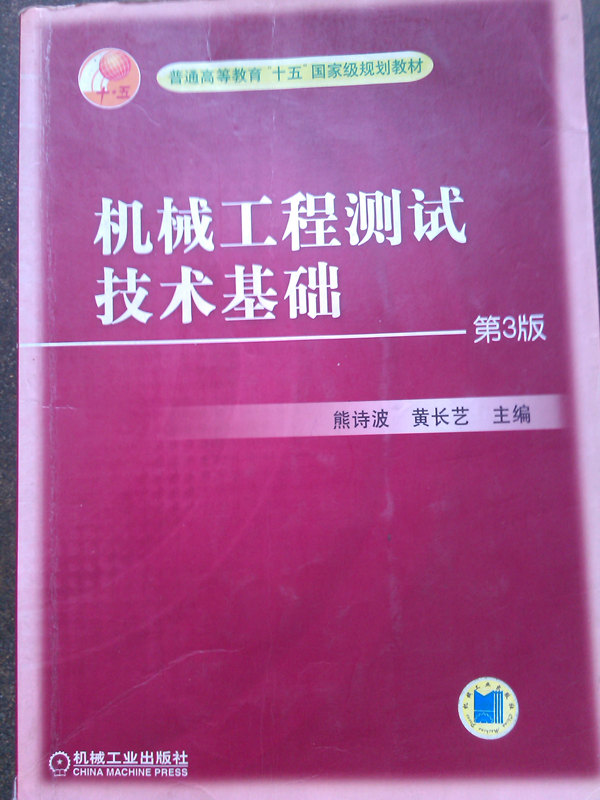 十·五
普通高等教育“十五”国家级规划教材
机械工程测试
技术基础
第3版
熊诗波 黄长艺 主编
机械工业出版社
CHINA MACHINE PRESS